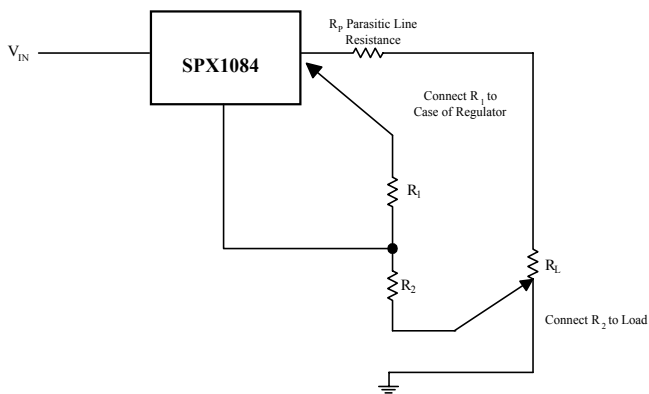 R_P Parasitic Line
Resistance
V_IN
SPX1084
Connect R_1 to
Case of Regulator
R_1
R_2
R_L
Connect R_2 to Load